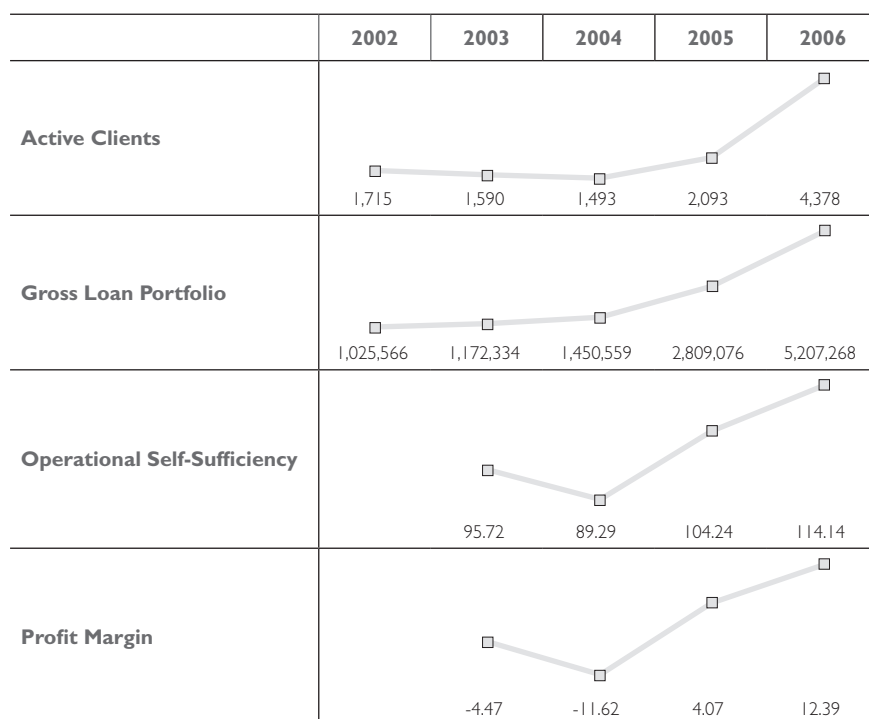 2002 2003 2004 2005 2006
Active Clients
1,715 1,590 1,493 2,093 4,378
Gross Loan Portfolio
1,025,566 1,172,334 1,450,559 2,809,076 5,207,268
Operational Self-Sufficiency
95.72 89.29 104.24 114.14
Profit Margin
-4.47 -11.62 4.07 12.39